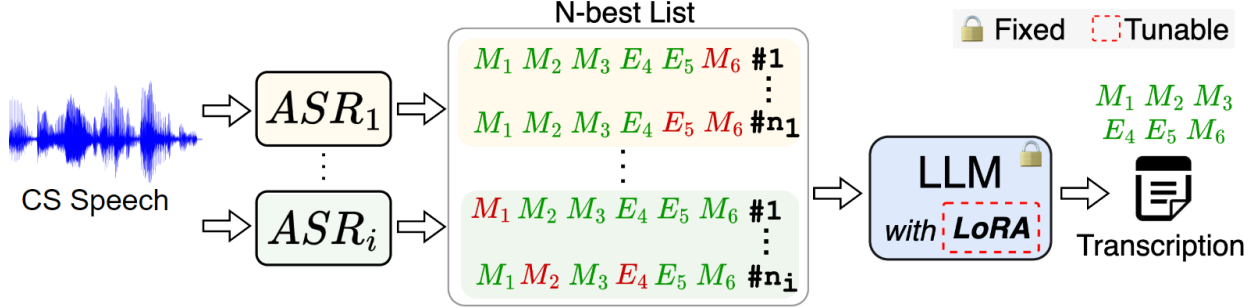 N-best List
Fixed
Tunable
M₁ M₂ M₃ E₄ E₅ M₆ #1
⋮
M₁ M₂ M₃ E₄ E₅ M₆ #n₁
⋮
M₁ M₂ M₃ E₄ E₅ M₆ #1
⋮
M₁ M₂ M₃ E₄ E₅ M₆ #nᵢ
CS Speech
ASR₁
⋮
ASRᵢ
LLM
with LoRA
M₁ M₂ M₃
E₄ E₅ M₆
Transcription